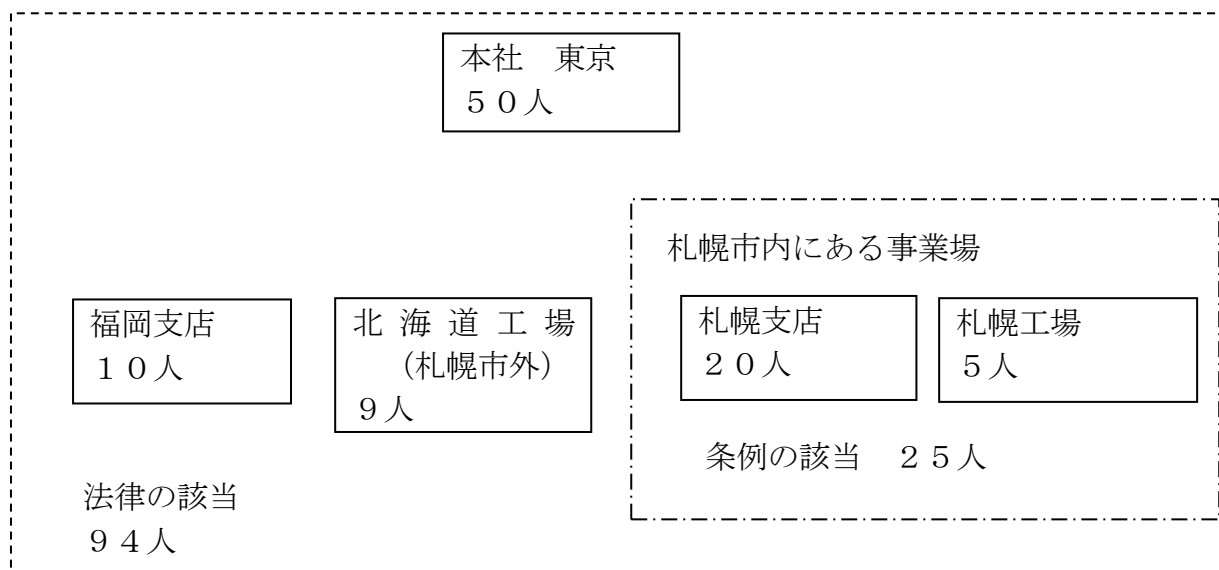 本社　東京
５０人
札幌市内にある事業場
福岡支店
１０人
北海道工場
（札幌市外）
９人
札幌支店
２０人
札幌工場
５人
条例の該当　２５人
法律の該当
９４人